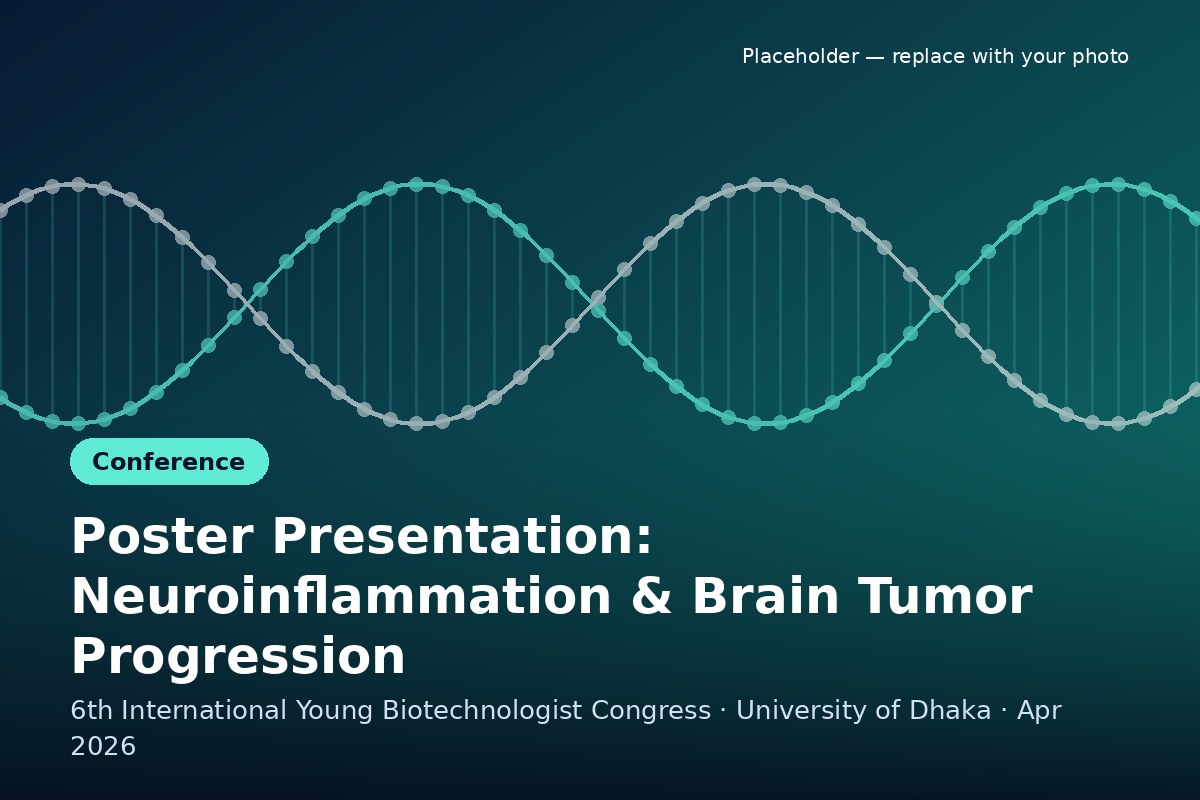 Placeholder — replace with your photo
Conference
Poster Presentation:
Neuroinflammation & Brain Tumor
Progression
6th International Young Biotechnologist Congress · University of Dhaka · Apr
2026